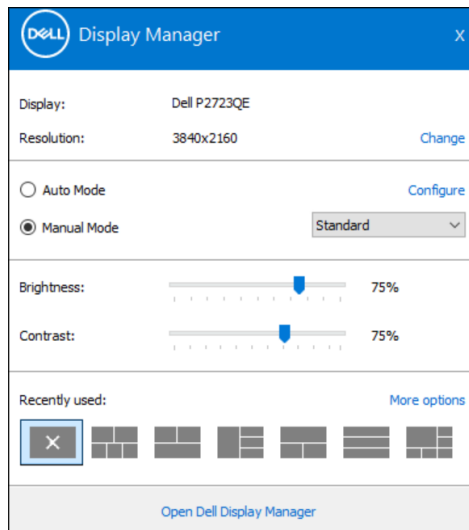 DELL Display Manager X
Display: Dell P2723QE
Resolution: 3840x2160 Change
Auto Mode Configure
Manual Mode Standard
Brightness: 75%
Contrast: 75%
Recently used: More options
Open Dell Display Manager